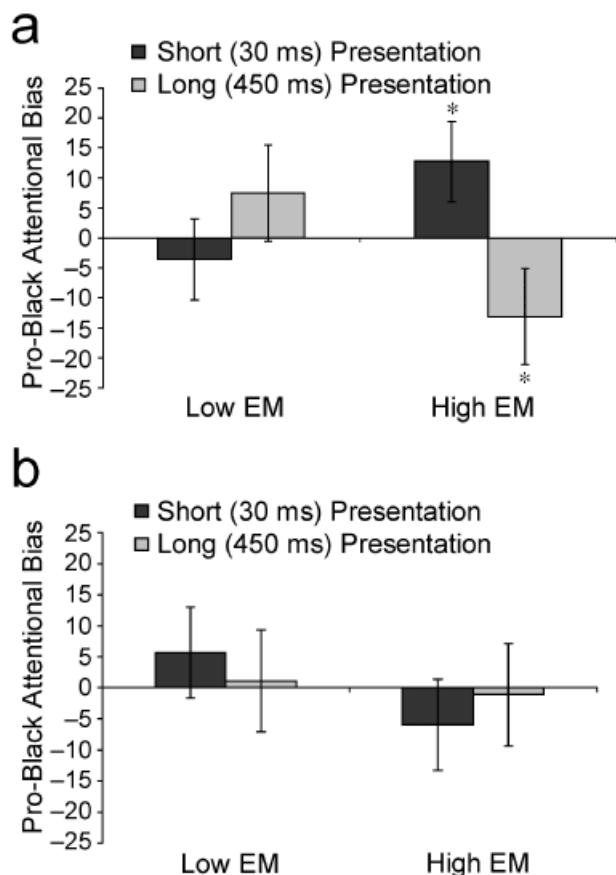 a
Short (30 ms) Presentation
Long (450 ms) Presentation
Pro-Black Attentional Bias
25
20
15
10
5
0
−5
−10
−15
−20
−25
*
*
Low EM High EM
b
Short (30 ms) Presentation
Long (450 ms) Presentation
Pro-Black Attentional Bias
25
20
15
10
5
0
−5
−10
−15
−20
−25
Low EM High EM